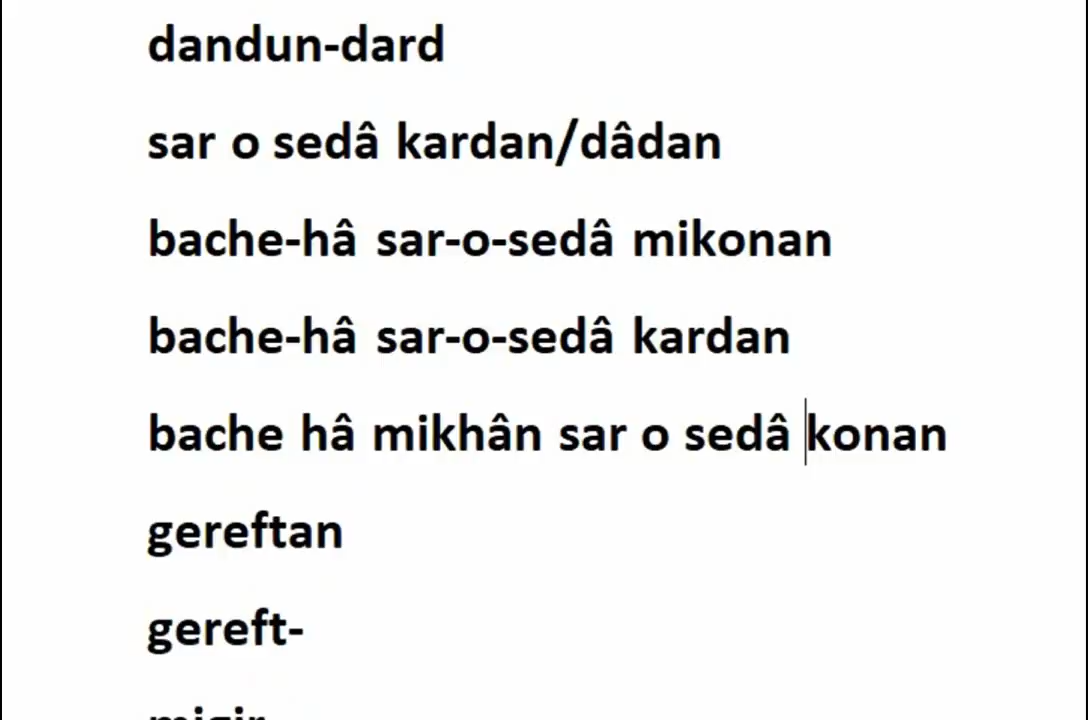 dandun-dard
sar o sedâ kardan/dâdan
bache-hâ sar-o-sedâ mikonan
bache-hâ sar-o-sedâ kardan
bache hâ mikhân sar o sedâ konan
gereftan
gereft-